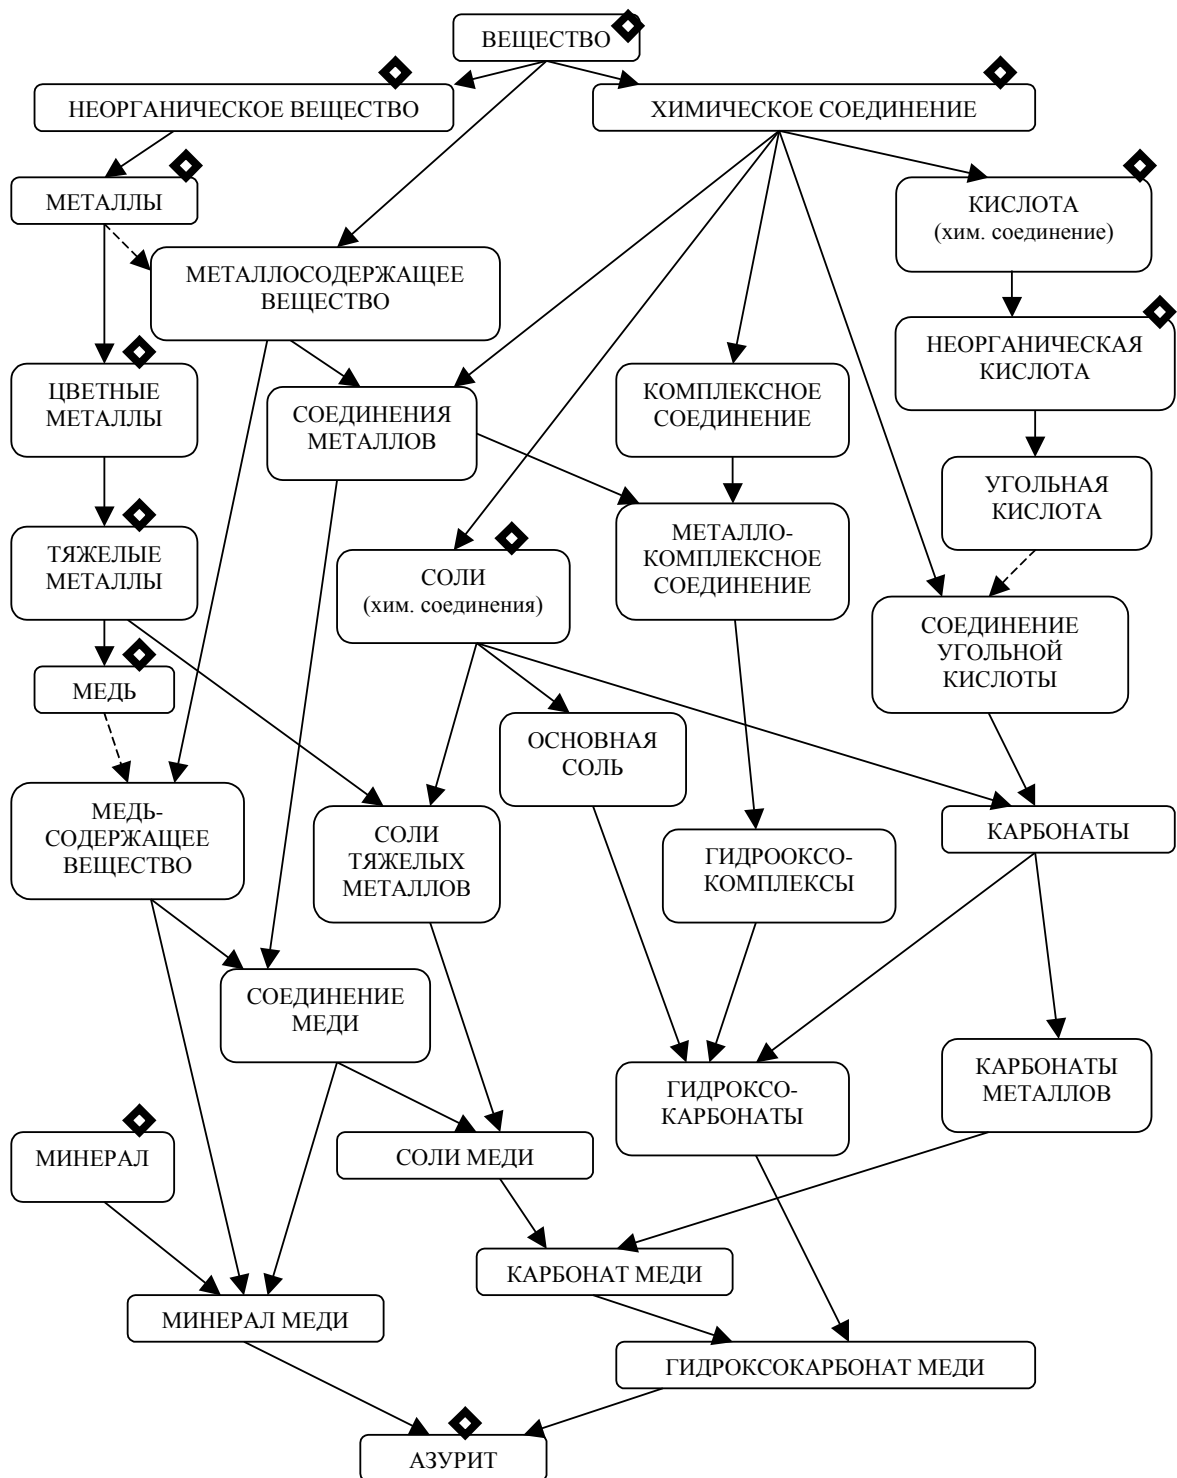 ВЕЩЕСТВО
НЕОРГАНИЧЕСКОЕ ВЕЩЕСТВО
ХИМИЧЕСКОЕ СОЕДИНЕНИЕ
МЕТАЛЛЫ
КИСЛОТА
(хим. соединение)
МЕТАЛЛОСОДЕРЖАЩЕЕ
ВЕЩЕСТВО
НЕОРГАНИЧЕСКАЯ
КИСЛОТА
ЦВЕТНЫЕ
МЕТАЛЛЫ
СОЕДИНЕНИЯ
МЕТАЛЛОВ
КОМПЛЕКСНОЕ
СОЕДИНЕНИЕ
УГОЛЬНАЯ
КИСЛОТА
ТЯЖЕЛЫЕ
МЕТАЛЛЫ
СОЛИ
(хим. соединения)
МЕТАЛЛО-
КОМПЛЕКСНОЕ
СОЕДИНЕНИЕ
СОЕДИНЕНИЕ
УГОЛЬНОЙ
КИСЛОТЫ
МЕДЬ
ОСНОВНАЯ
СОЛЬ
МЕДЬ-
СОДЕРЖАЩЕЕ
ВЕЩЕСТВО
СОЛИ
ТЯЖЕЛЫХ
МЕТАЛЛОВ
ГИДРООКСО-
КОМПЛЕКСЫ
КАРБОНАТЫ
СОЕДИНЕНИЕ
МЕДИ
ГИДРОКСО-
КАРБОНАТЫ
КАРБОНАТЫ
МЕТАЛЛОВ
МИНЕРАЛ
СОЛИ МЕДИ
КАРБОНАТ МЕДИ
МИНЕРАЛ МЕДИ
ГИДРОКСОКАРБОНАТ МЕДИ
АЗУРИТ